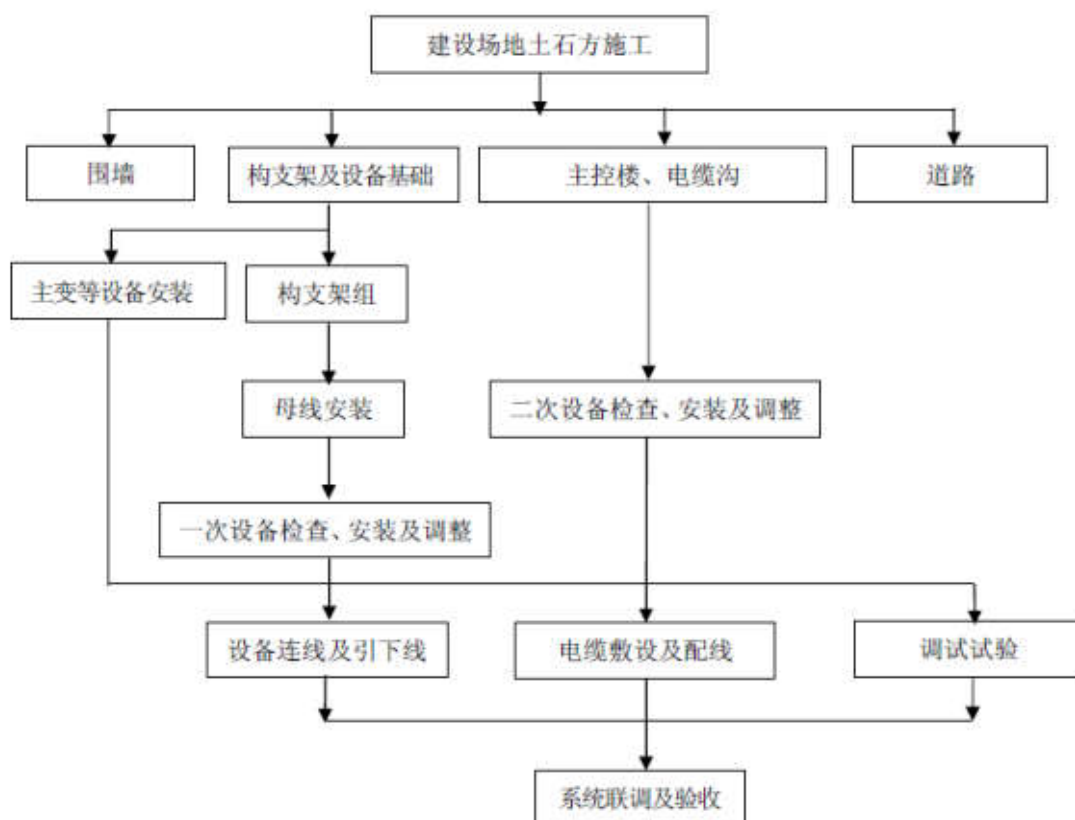 建设场地土石方施工
围墙
构支架及设备基础
主控楼、电缆沟
道路
主变等设备安装
构支架组
母线安装
二次设备检查、安装及调整
一次设备检查、安装及调整
设备连线及引下线
电缆敷设及配线
调试试验
系统联调及验收